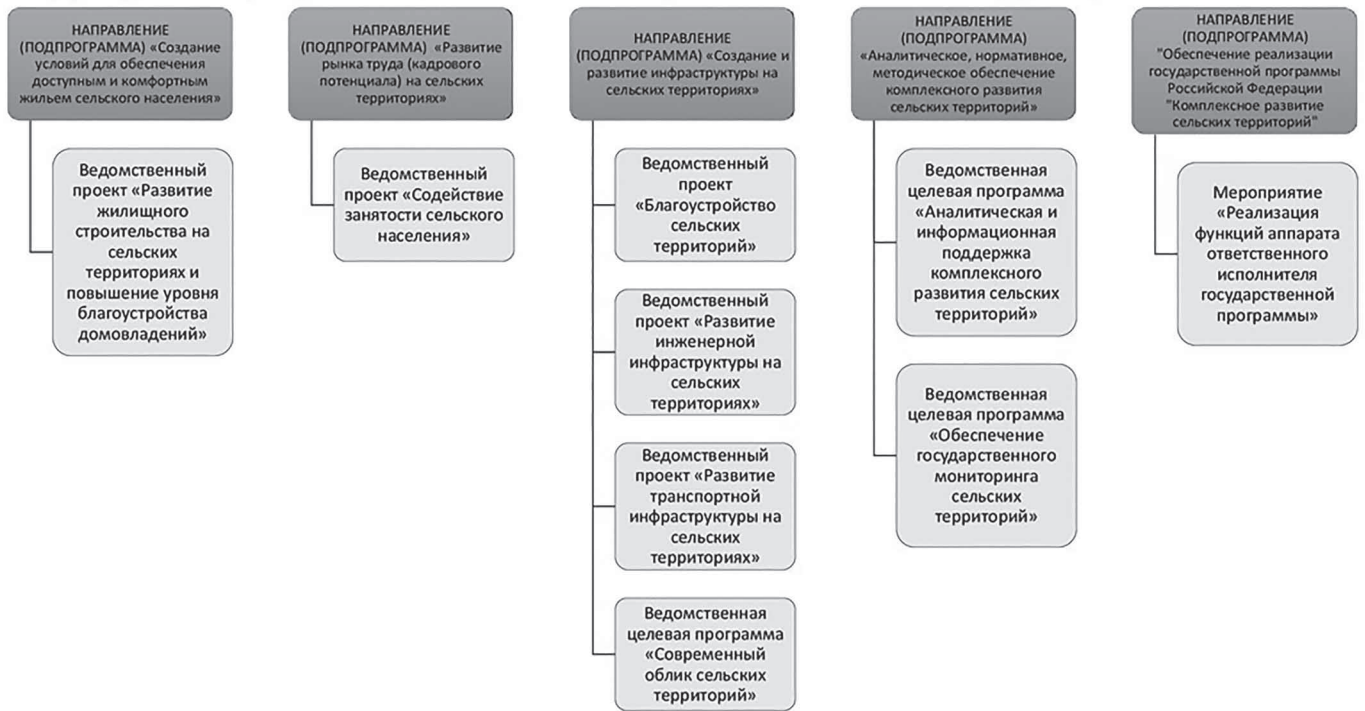 НАПРАВЛЕНИЕ
(ПОДПРОГРАММА) «Создание
условий для обеспечения
доступным и комфортным
жильем сельского населения»
Ведомственный
проект «Развитие
жилищного
строительства на
сельских
территориях и
повышение уровня
благоустройства
домовладений»
НАПРАВЛЕНИЕ
(ПОДПРОГРАММА) «Развитие
рынка труда (кадрового
потенциала) на сельских
территориях»
Ведомственный
проект «Содействие
занятости сельского
населения»
НАПРАВЛЕНИЕ
(ПОДПРОГРАММА) «Создание и
развитие инфраструктуры на
сельских территориях»
Ведомственный
проект
«Благоустройство
сельских
территорий»
Ведомственный
проект «Развитие
инженерной
инфраструктуры на
сельских
территориях»
Ведомственный
проект «Развитие
транспортной
инфраструктуры на
сельских
территориях»
Ведомственная
целевая программа
«Современный
облик сельских
территорий»
НАПРАВЛЕНИЕ
(ПОДПРОГРАММА)
«Аналитическое, нормативное,
методическое обеспечение
комплексного развития
сельских территорий»
Ведомственная
целевая программа
«Аналитическая и
информационная
поддержка
комплексного
развития сельских
территорий»
Ведомственная
целевая программа
«Обеспечение
государственного
мониторинга
сельских
территорий»
НАПРАВЛЕНИЕ
(ПОДПРОГРАММА)
"Обеспечение реализации
государственной программы
Российской Федерации
"Комплексное развитие
сельских территорий"
Мероприятие
«Реализация
функций аппарата
ответственного
исполнителя
государственной
программы»